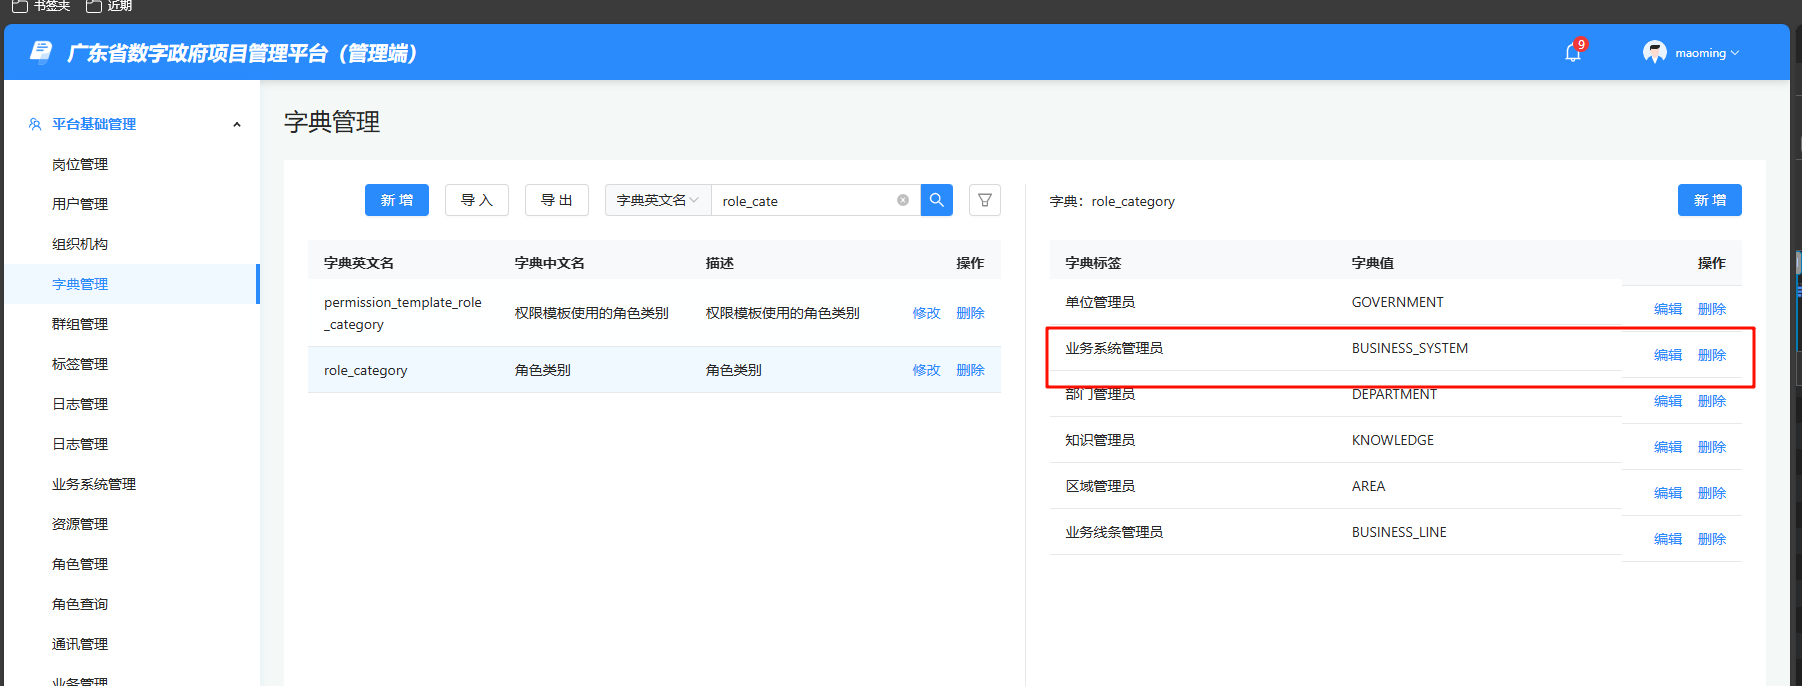 书签夹 近期
广东省数字政府项目管理平台（管理端）
9
maoming
平台基础管理
岗位管理
用户管理
组织机构
字典管理
群组管理
标签管理
日志管理
日志管理
业务系统管理
资源管理
角色管理
角色查询
通讯管理
业务管理
字典管理
新 增 导 入 导 出 字典英文名 role_cate
字典英文名 字典中文名 描述 操作
permission_template_role
_category 权限模板使用的角色类别 权限模板使用的角色类别 修改 删除
role_category 角色类别 角色类别 修改 删除
字典：role_category 新 增
字典标签 字典值 操作
单位管理员 GOVERNMENT 编辑 删除
业务系统管理员 BUSINESS_SYSTEM 编辑 删除
部门管理员 DEPARTMENT 编辑 删除
知识管理员 KNOWLEDGE 编辑 删除
区域管理员 AREA 编辑 删除
业务线条管理员 BUSINESS_LINE 编辑 删除